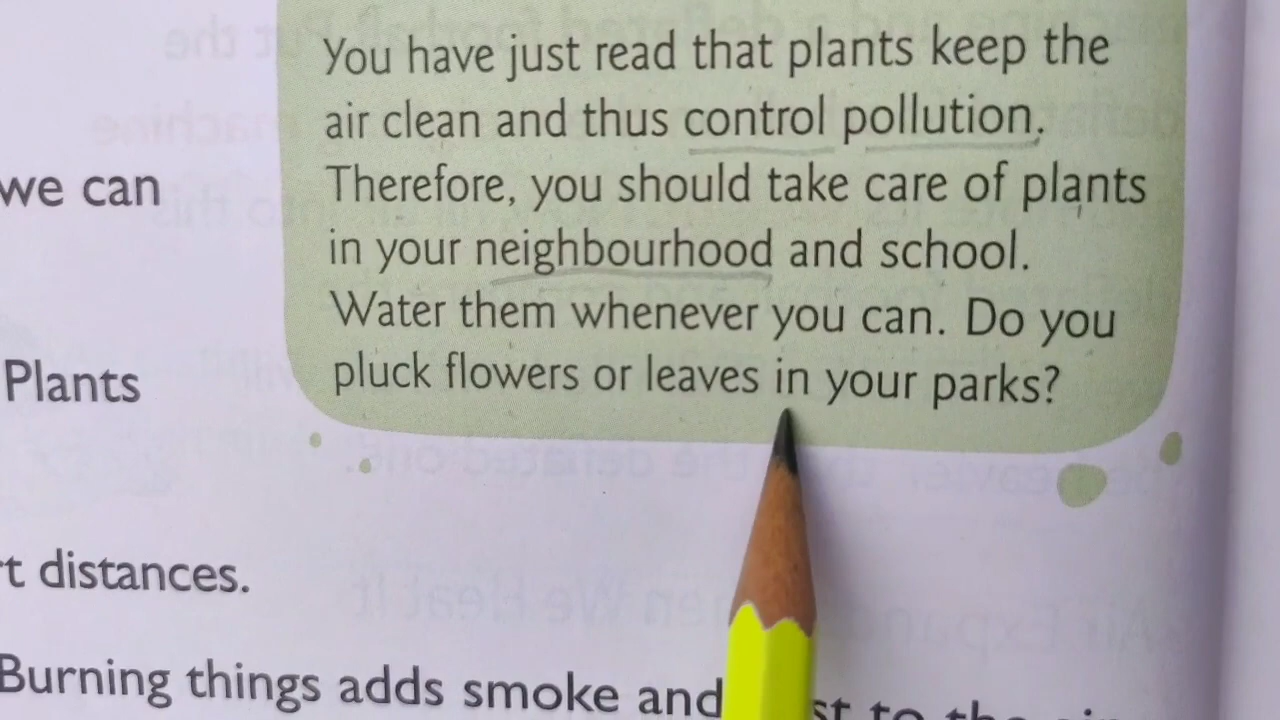 You have just read that plants keep the
air clean and thus control pollution.
Therefore, you should take care of plants
in your neighbourhood and school.
Water them whenever you can. Do you
pluck flowers or leaves in your parks?
we can
Plants
distances.
Burning things adds smoke and
to the